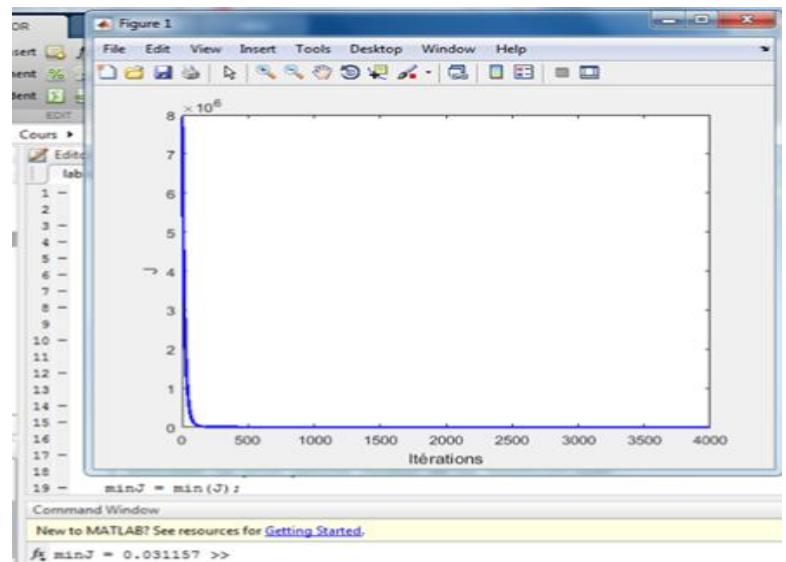 Figure 1
File Edit View Insert Tools Desktop Window Help
EDIT
Cours
× 10^6
8
7
6
5
4
3
2
1
0
J
0 500 1000 1500 2000 2500 3000 3500 4000
Itérations
1
2
3
4
5
6
7
8
9
10
11
12
13
14
15
16
17
18
19 minJ = min(J);
Command Window
New to MATLAB? See resources for Getting Started.
fx minJ = 0.031157 >>